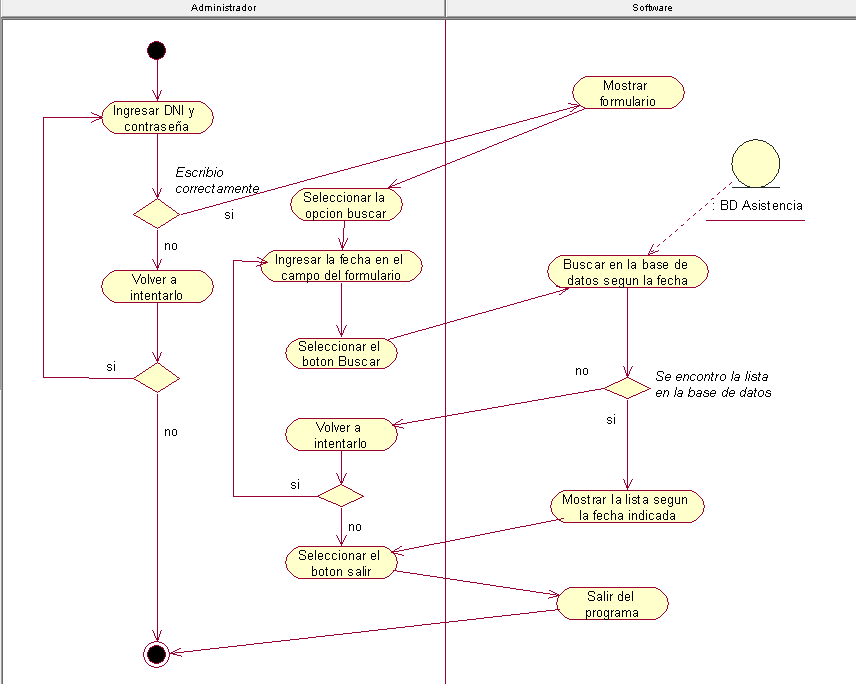 Administrador
Software
Ingresar DNI y
contraseña
Escribio
correctamente
si
no
Volver a
intentarlo
si
no
Mostrar
formulario
Seleccionar la
opcion buscar
Ingresar la fecha en el
campo del formulario
Seleccionar el
boton Buscar
: BD Asistencia
Buscar en la base de
datos segun la fecha
no
Se encontro la lista
en la base de datos
si
Volver a
intentarlo
si
no
Mostrar la lista segun
la fecha indicada
Seleccionar el
boton salir
Salir del
programa